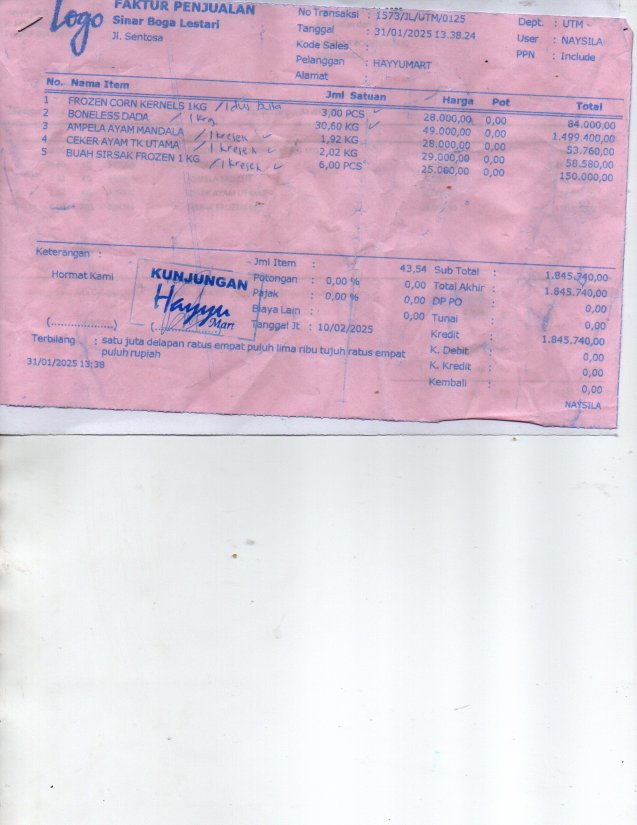 Logo
FAKTUR PENJUALAN
Sinar Boga Lestari
Jl. Sentosa
No Transaksi : 1573/JL/UTM/0125
Tanggal : 31/01/2025 13.38.24
Kode Sales :
Pelanggan : HAYYUMART
Alamat :
Dept. : UTM -
User : NAYSILA
PPN : Include
No. Nama Item Jml Satuan Harga Pot Total
1 FROZEN CORN KERNELS 1KG / 1 dus 3,00 PCS 28.000,00 0,00 84.000,00
2 BONELESS DADA / 1 krg 30,60 KG 49.000,00 0,00 1.499.400,00
3 AMPELA AYAM MANDALA / 1 kresek 1,92 KG 28.000,00 0,00 53.760,00
4 CEKER AYAM TK UTAMA / 1 kresek 2,02 KG 29.000,00 0,00 58.580,00
5 BUAH SIRSAK FROZEN 1 KG / 1 kresek 6,00 PCS 25.000,00 0,00 150.000,00
Keterangan :
Hormat Kami
(..................)
KUNJUNGAN
Hayyu
Mart
Jml Item : 43,54
Potongan : 0,00 % 0,00
Pajak : 0,00 % 0,00
Biaya Lain : 0,00
Tanggal Jt : 10/02/2025
Sub Total : 1.845.740,00
Total Akhir : 1.845.740,00
DP PO : 0,00
Tunai : 0,00
Kredit : 1.845.740,00
K. Debit : 0,00
K. Kredit : 0,00
Kembali : 0,00
Terbilang : satu juta delapan ratus empat puluh lima ribu tujuh ratus empat
puluh rupiah
31/01/2025 13:38
NAYSILA